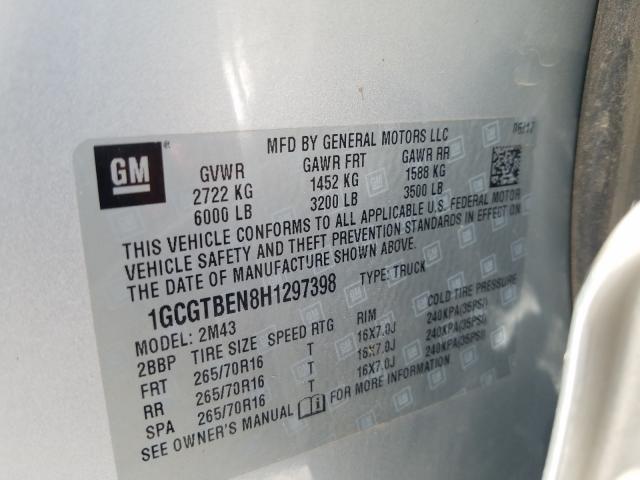 GM
MFD BY GENERAL MOTORS LLC 05/17
GVWR GAWR FRT GAWR RR
2722 KG 1452 KG 1588 KG
6000 LB 3200 LB 3500 LB
THIS VEHICLE CONFORMS TO ALL APPLICABLE U.S. FEDERAL MOTOR
VEHICLE SAFETY AND THEFT PREVENTION STANDARDS IN EFFECT ON
THE DATE OF MANUFACTURE SHOWN ABOVE.
1GCGTBEN8H1297398 TYPE: TRUCK
MODEL: 2M43
2BBP TIRE SIZE SPEED RTG RIM COLD TIRE PRESSURE
FRT 265/70R16 T 16X7.0J 240KPA(35PSI)
RR 265/70R16 T 16X7.0J 240KPA(35PSI)
SPA 265/70R16 T 16X7.0J 240KPA(35PSI)
SEE OWNER'S MANUAL FOR MORE INFORMATION